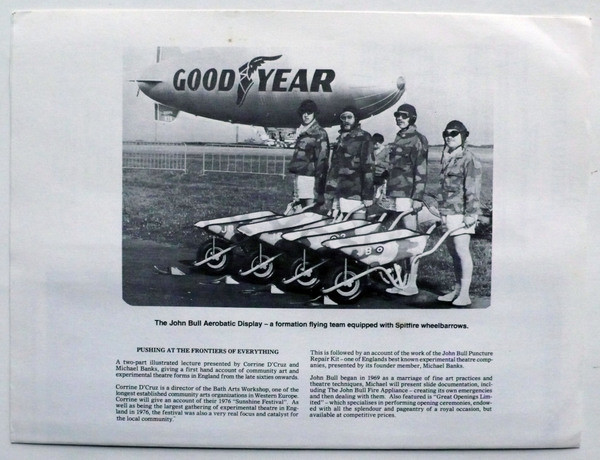 GOOD YEAR
B
The John Bull Aerobatic Display – a formation flying team equipped with Spitfire wheelbarrows.
PUSHING AT THE FRONTIERS OF EVERYTHING
A two-part illustrated lecture presented by Corrine D'Cruz and
Michael Banks, giving a first hand account of community art and
experimental theatre forms in England from the late sixties onwards.
Corrine D'Cruz is a director of the Bath Arts Workshop, one of the
longest established community arts organizations in Western Europe.
Corrine will give an account of their 1976 "Sunshine Festival". As
well as being the largest gathering of experimental theatre in Eng-
land in 1976, the festival was also a very real focus and catalyst for
the local community.
This is followed by an account of the work of the John Bull Puncture
Repair Kit – one of Englands best known experimental theatre comp-
anies, presented by its founder member, Michael Banks.
John Bull began in 1969 as a marriage of fine art practices and
theatre techniques, Michael will present slide documentation, incl-
uding The John Bull Fire Appliance – creating its own emergencies
and then dealing with them. Also featured is "Great Openings Lim-
ited" – which specialises in performing opening ceremonies, endow-
ed with all the splendour and pageantry of a royal occasion, but
available at competitive prices.